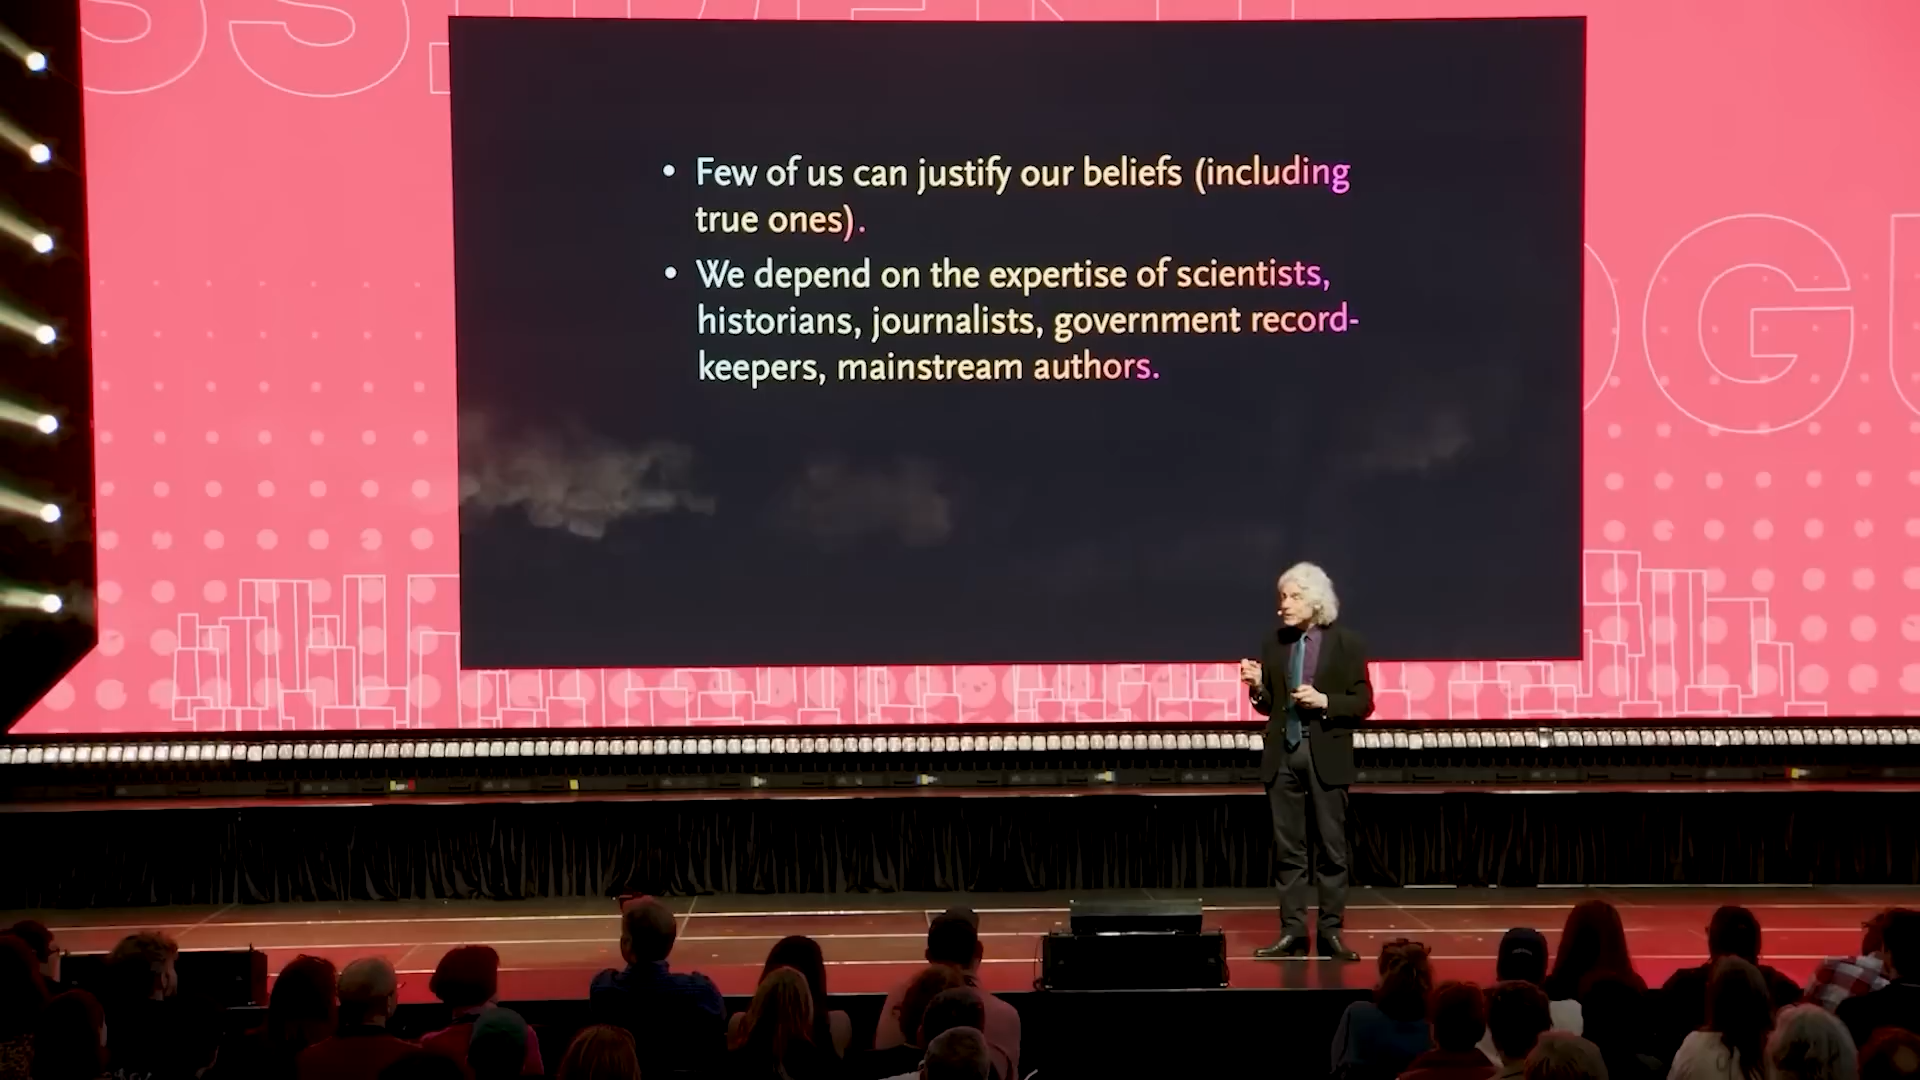 • Few of us can justify our beliefs (including
true ones).
• We depend on the expertise of scientists,
historians, journalists, government record-
keepers, mainstream authors.